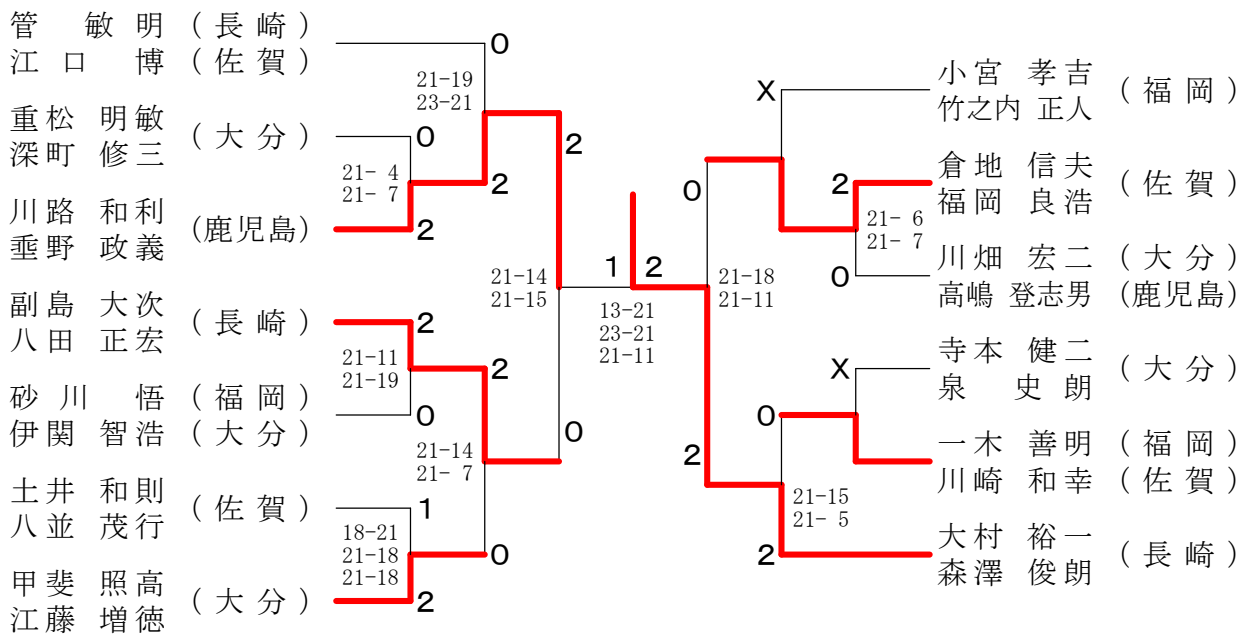 管 敏明 (長崎)
江口 博 (佐賀)
0
21-19
23-21
重松 明敏
深町 修三
(大分)
0
21- 4
21- 7
2
2
川路 和利
垂野 政義
(鹿児島)
2
21-14
21-15
副島 大次
八田 正宏
(長崎)
2
21-11
21-19
2
砂川 悟 (福岡)
伊関 智浩 (大分)
0
21-14
21- 7
0
土井 和則
八並 茂行
(佐賀)
1
18-21
21-18
21-18
0
甲斐 照高
江藤 増徳
(大分)
2
1 2
13-21
23-21
21-11
小宮 孝吉
竹之内 正人
(福岡)
X
0
倉地 信夫
福岡 良浩
(佐賀)
2
21- 6
21- 7
川畑 宏二 (大分)
高嶋 登志男 (鹿児島)
0
21-18
21-11
寺本 健二
泉 史朗
(大分)
X
0
一木 善明 (福岡)
川崎 和幸 (佐賀)
2
21-15
21- 5
大村 裕一
森澤 俊朗
(長崎)
2